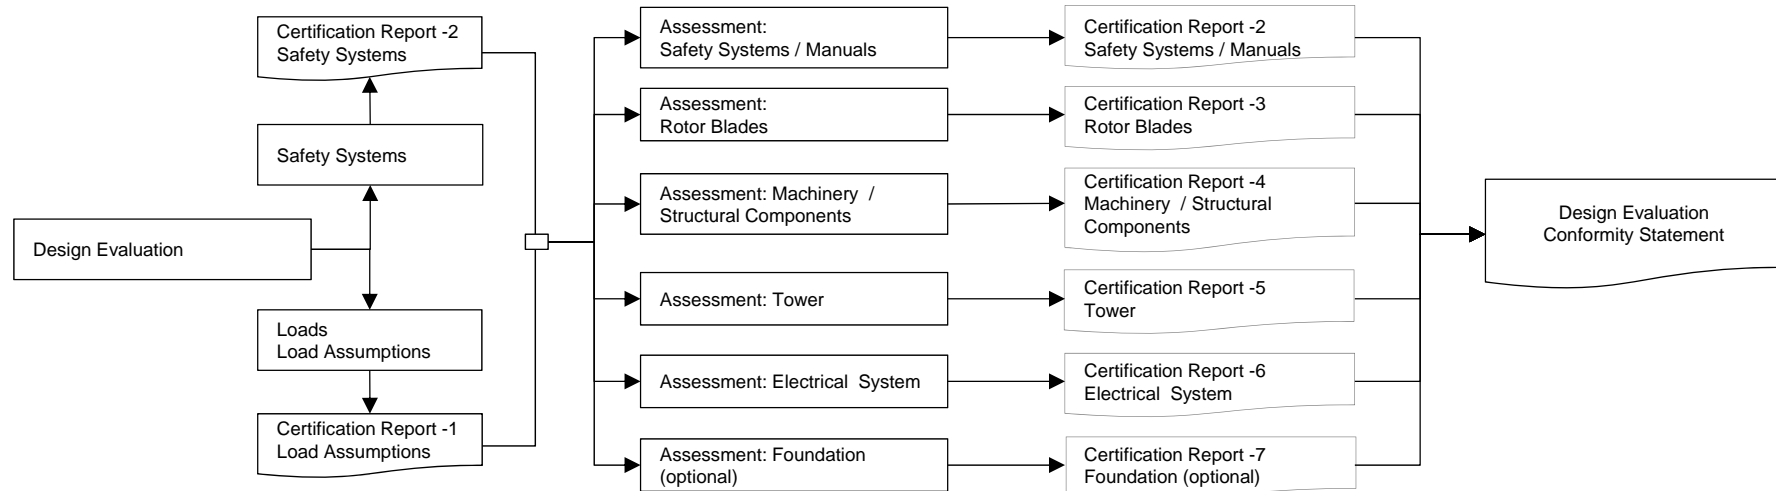 Certification Report -2
Safety Systems
Safety Systems
Design Evaluation
Loads
Load Assumptions
Certification Report -1
Load Assumptions
Assessment:
Safety Systems / Manuals
Assessment:
Rotor Blades
Assessment: Machinery /
Structural Components
Assessment: Tower
Assessment: Electrical System
Assessment: Foundation
(optional)
Certification Report -2
Safety Systems / Manuals
Certification Report -3
Rotor Blades
Certification Report -4
Machinery / Structural
Components
Certification Report -5
Tower
Certification Report -6
Electrical System
Certification Report -7
Foundation (optional)
Design Evaluation
Conformity Statement